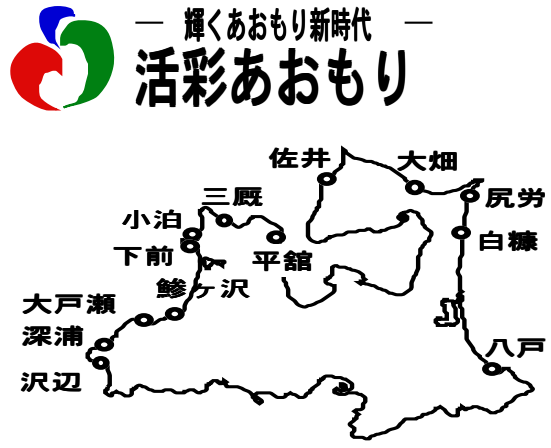 ― 輝くあおもり新時代 ―
活彩あおもり
佐井
大畑
三厩
尻労
小泊
白糠
下前
平舘
鰺ヶ沢
大戸瀬
深浦
八戸
沢辺